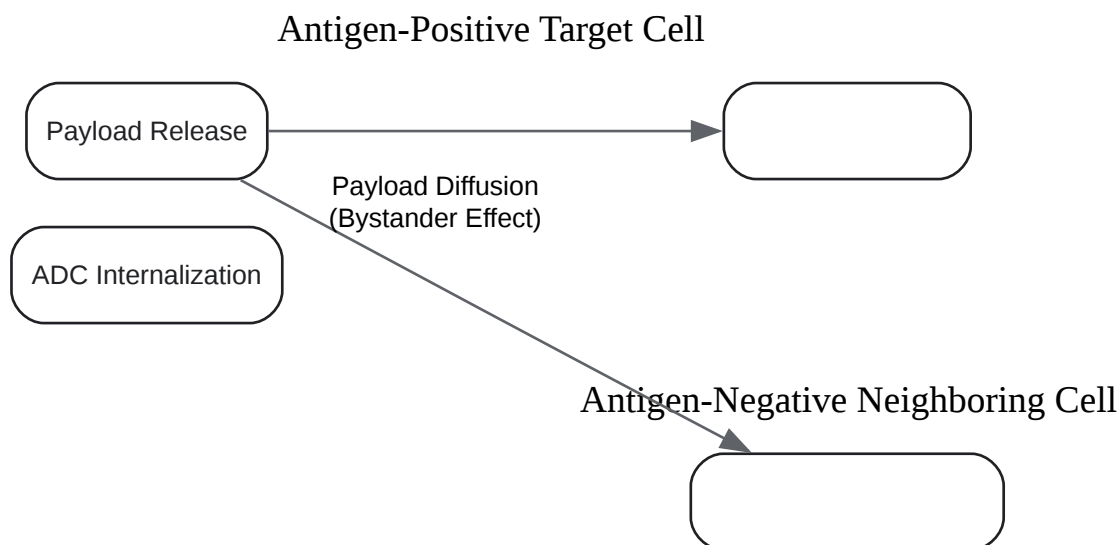 Antigen-Positive Target Cell
Payload Release
Payload Diffusion
(Bystander Effect)
ADC Internalization
Antigen-Negative Neighboring Cell